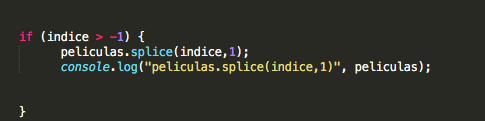 if (indice > -1) {
peliculas.splice(indice,1);
console.log("peliculas.splice(indice,1)", peliculas);
}